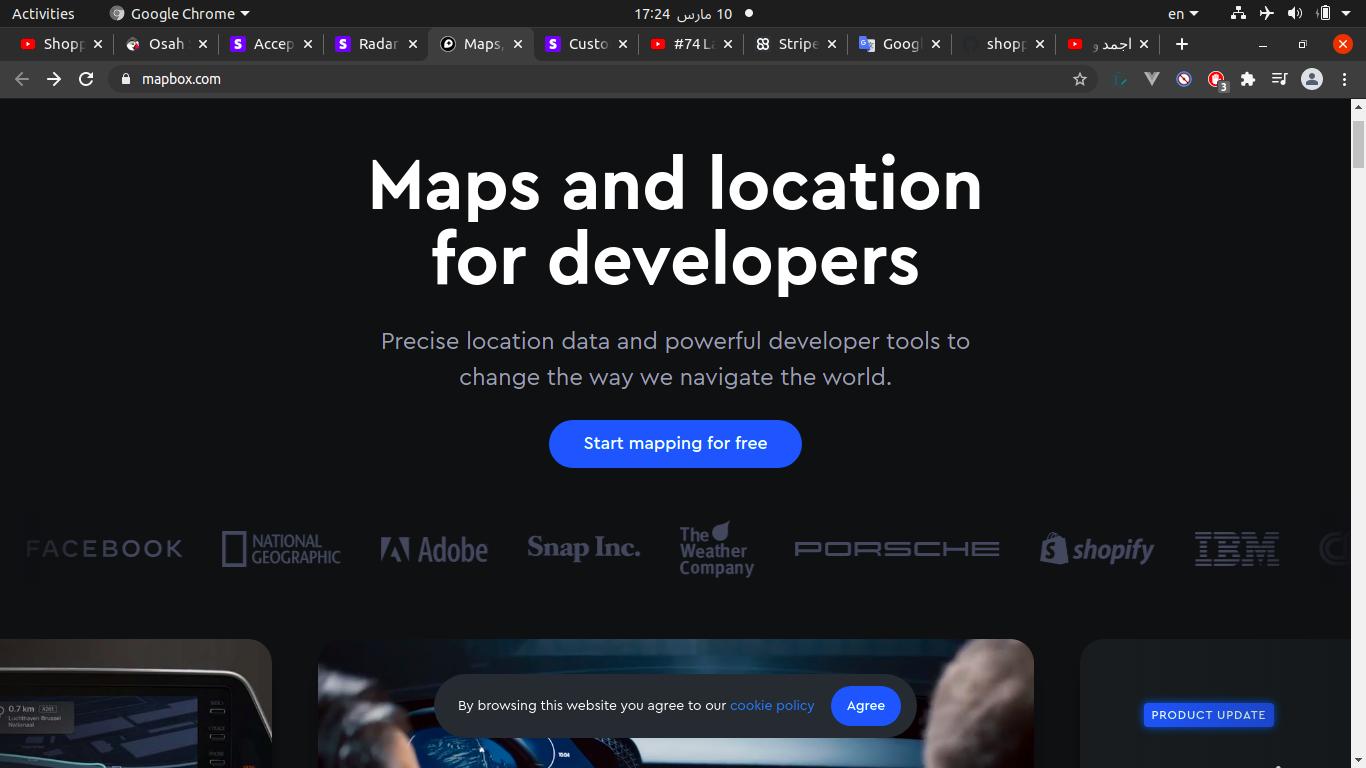 Activities
Google Chrome
10 مارس 17:24
en
Shopp
Osah
Accep
Radar
Maps,
Custo
#74 La
Stripe
Googl
shopp
اجمد و
mapbox.com
3
Maps and location
for developers
Precise location data and powerful developer tools to
change the way we navigate the world.
Start mapping for free
FACEBOOK
NATIONAL
GEOGRAPHIC
Adobe
Snap Inc.
The
Weather
Company
PORSCHE
shopify
IBM
0.7 km A201
Luchthaven Brussel
Nationaal
By browsing this website you agree to our cookie policy
Agree
PRODUCT UPDATE